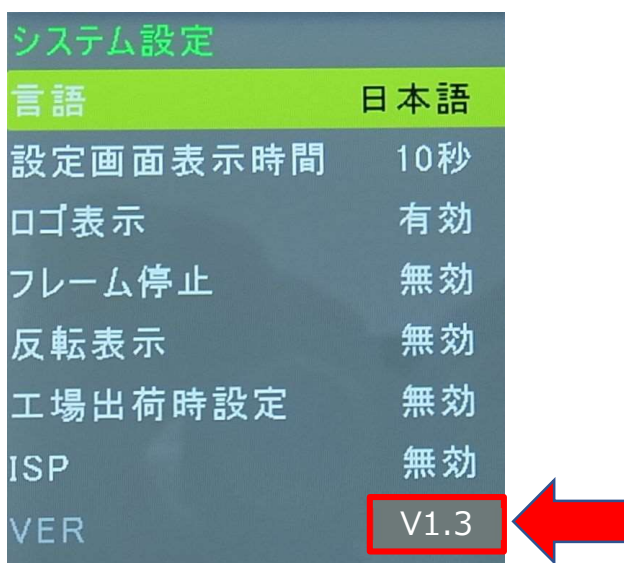 システム設定
言語 日本語
設定画面表示時間 10秒
ロゴ表示 有効
フレーム停止 無効
反転表示 無効
工場出荷時設定 無効
ISP 無効
VER V1.3